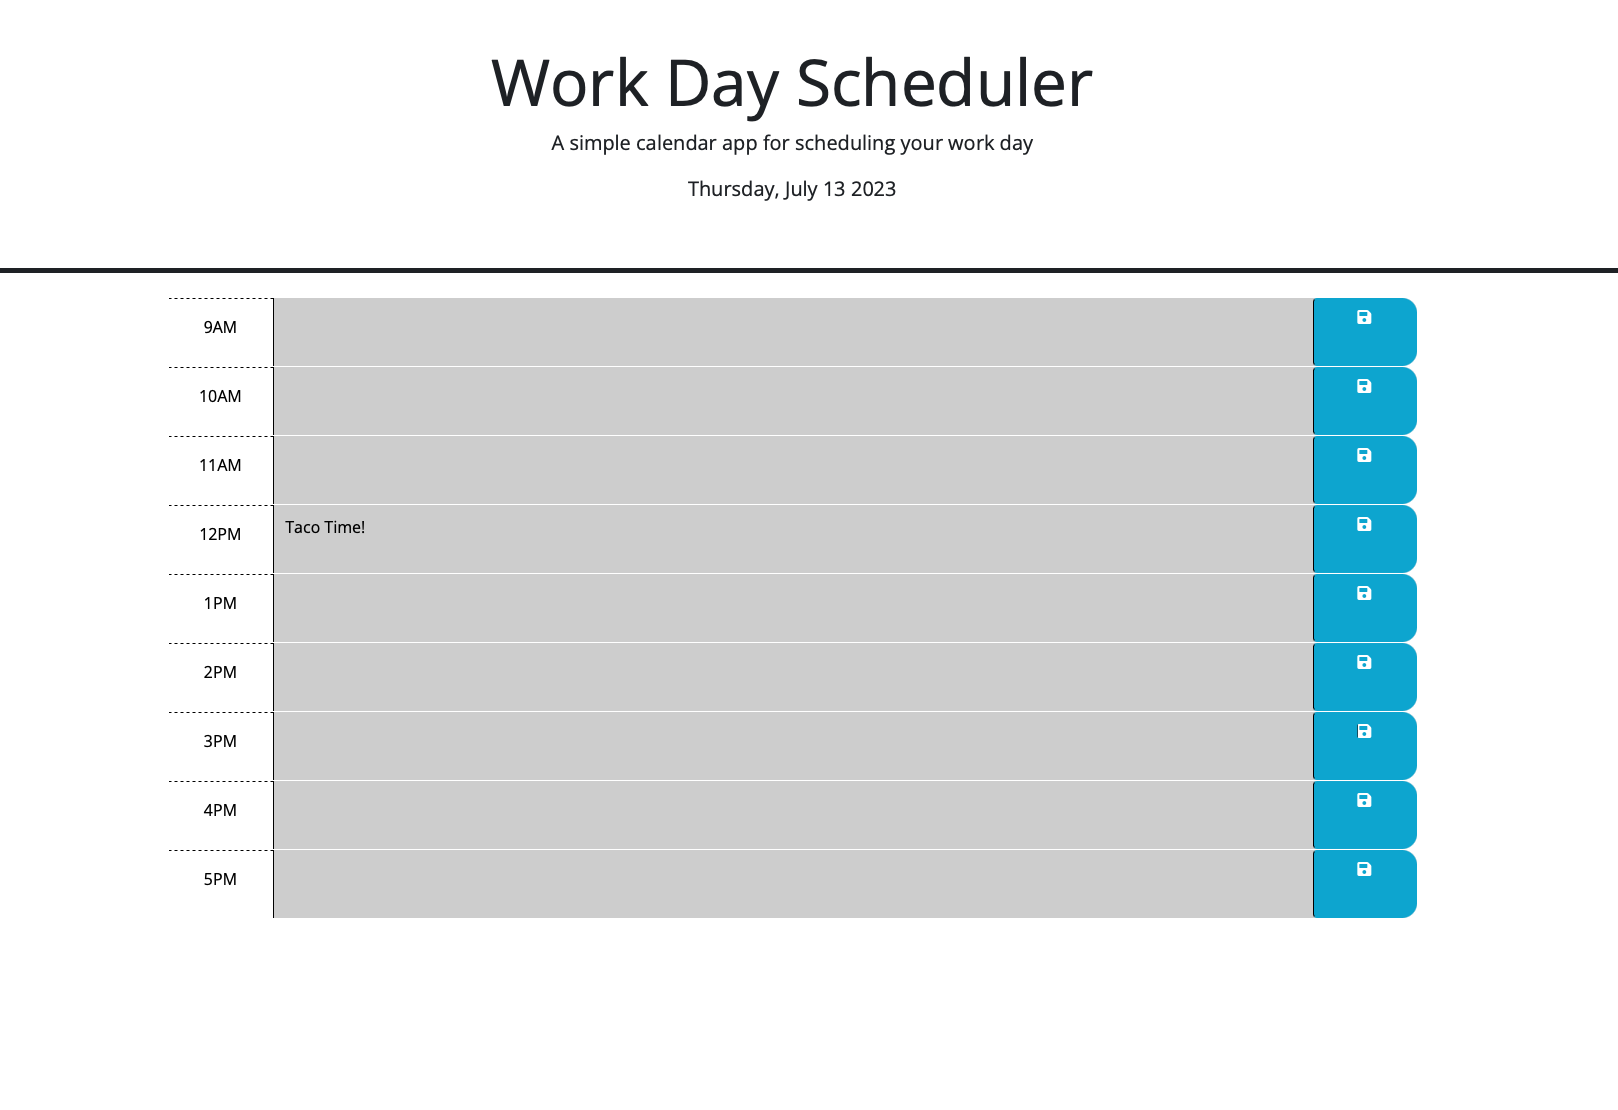 Work Day Scheduler
A simple calendar app for scheduling your work day
Thursday, July 13 2023
9AM
10AM
11AM
12PM Taco Time!
1PM
2PM
3PM
4PM
5PM